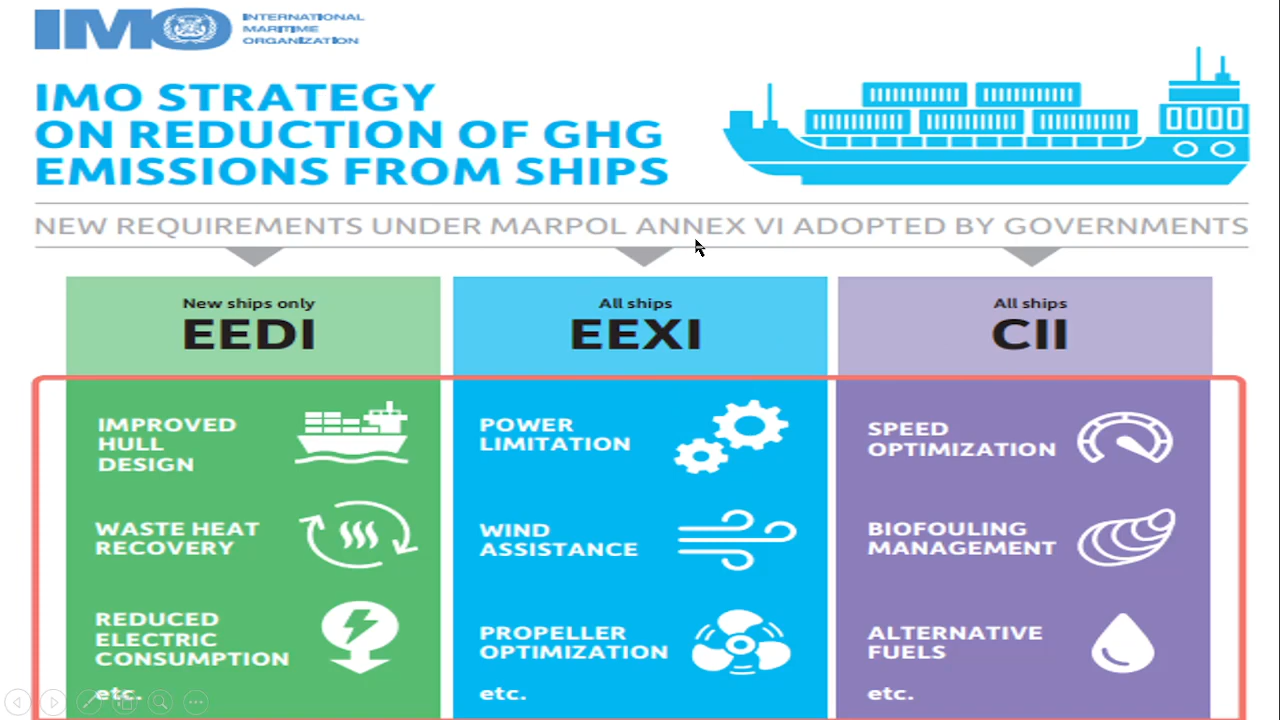 IMO
INTERNATIONAL
MARITIME
ORGANIZATION
IMO STRATEGY
ON REDUCTION OF GHG
EMISSIONS FROM SHIPS
NEW REQUIREMENTS UNDER MARPOL ANNEX VI ADOPTED BY GOVERNMENTS
New ships only
EEDI
IMPROVED
HULL
DESIGN
WASTE HEAT
RECOVERY
REDUCED
ELECTRIC
CONSUMPTION
etc.
All ships
EEXI
POWER
LIMITATION
WIND
ASSISTANCE
PROPELLER
OPTIMIZATION
etc.
All ships
CII
SPEED
OPTIMIZATION
BIOFOULING
MANAGEMENT
ALTERNATIVE
FUELS
etc.